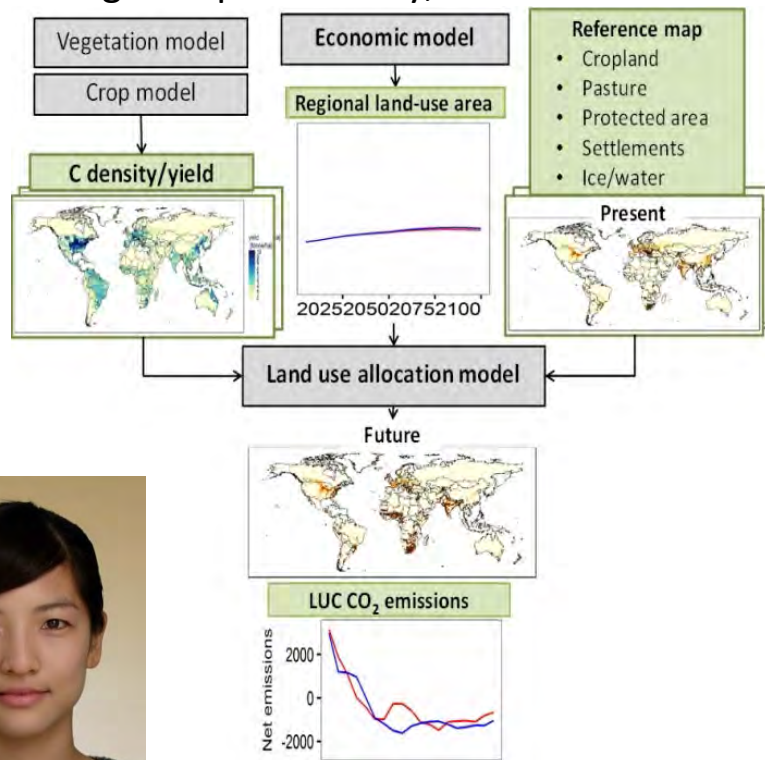 Vegetation model
Crop model
C density/yield
Economic model
Regional land-use area
2025205020752100
Reference map
• Cropland
• Pasture
• Protected area
• Settlements
• Ice/water
Present
Land use allocation model
Future
LUC CO₂ emissions
Net emissions
2000
0
-2000